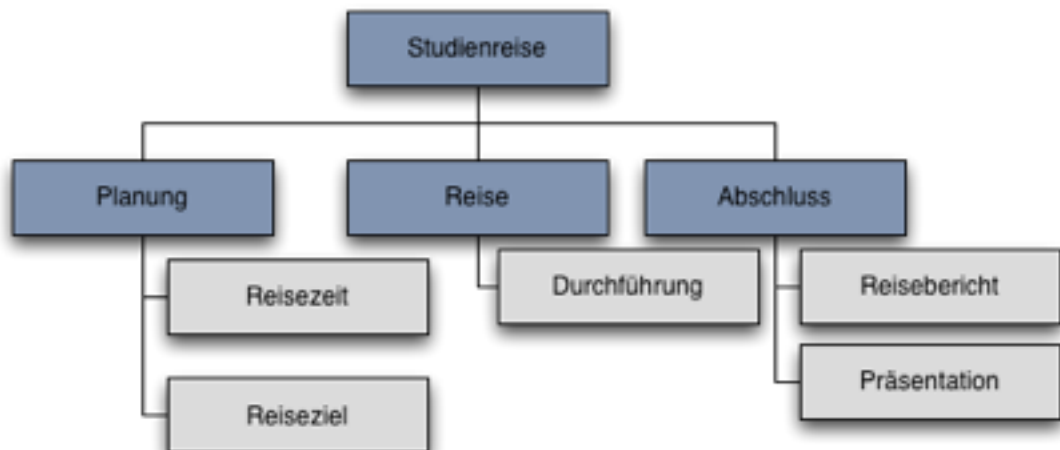 Studienreise
Planung
Reise
Abschluss
Reisezeit
Durchführung
Reisebericht
Präsentation
Reiseziel